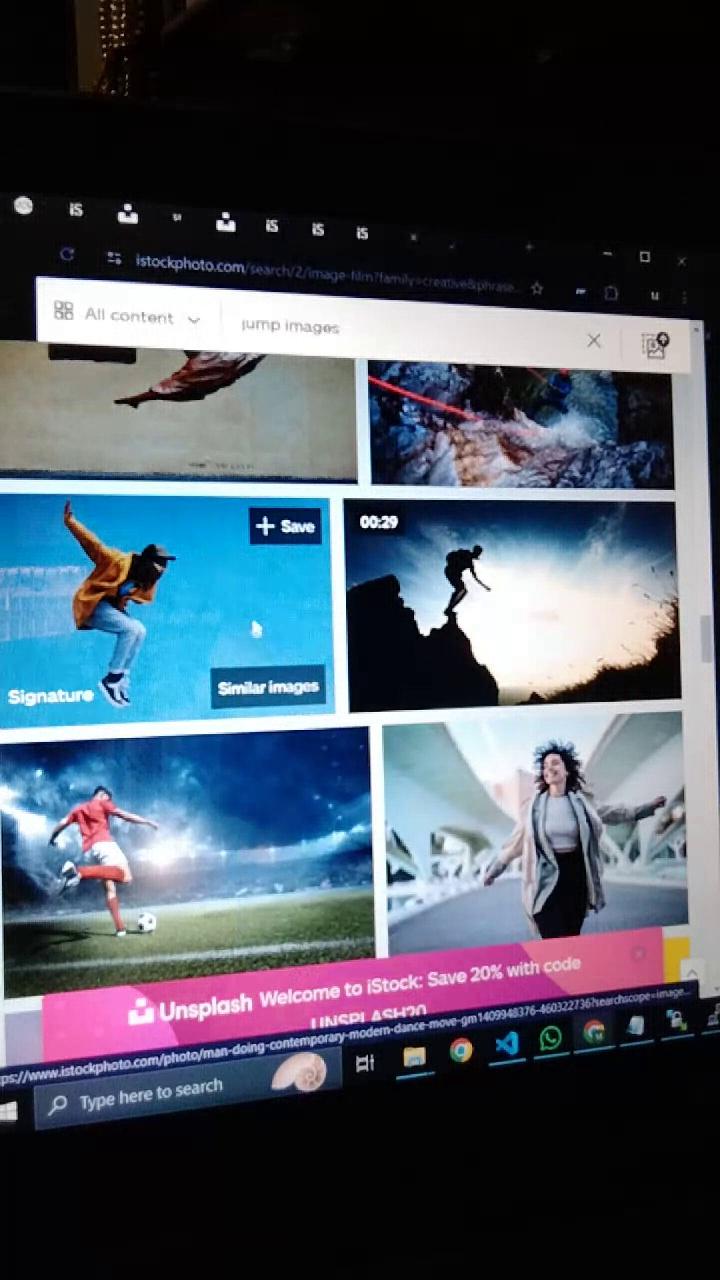 iS
iS
iS
iS
istockphoto.com/search/2/image-film?family=creative&phrase...
All content
jump images
Save
00:29
Signature
Similar images
Unsplash Welcome to iStock: Save 20% with code
UNSPLASH20
ps://www.istockphoto.com/photo/man-doing-contemporary-modern-dance-move-gm1409948376-460322736?searchscope=image...
Type here to search